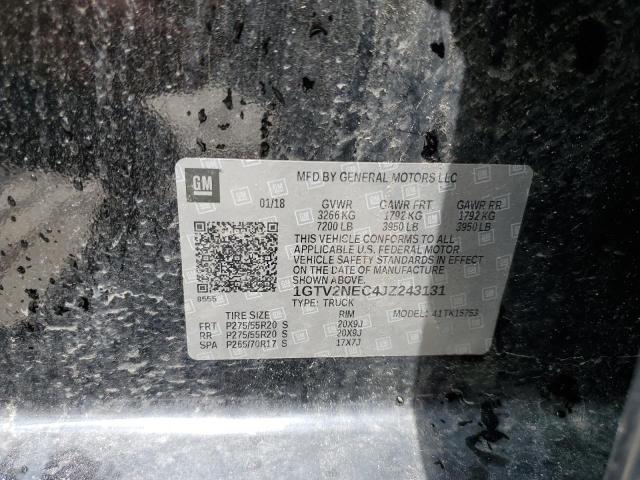 GM
MFD BY GENERAL MOTORS LLC
01/18 GVWR GAWR FRT GAWR RR
3266 KG 1792 KG 1792 KG
7200 LB 3950 LB 3950 LB
THIS VEHICLE CONFORMS TO ALL
APPLICABLE U.S. FEDERAL MOTOR
VEHICLE SAFETY STANDARDS IN EFFECT
ON THE DATE OF MANUFACTURE
SHOWN ABOVE.
8555
1GTV2NEC4JZ243131
TYPE: TRUCK
MODEL: 41TK15753
TIRE SIZE RIM
FRT P275/55R20 S 20X9J
RR P275/55R20 S 20X9J
SPA P265/70R17 S 17X7J